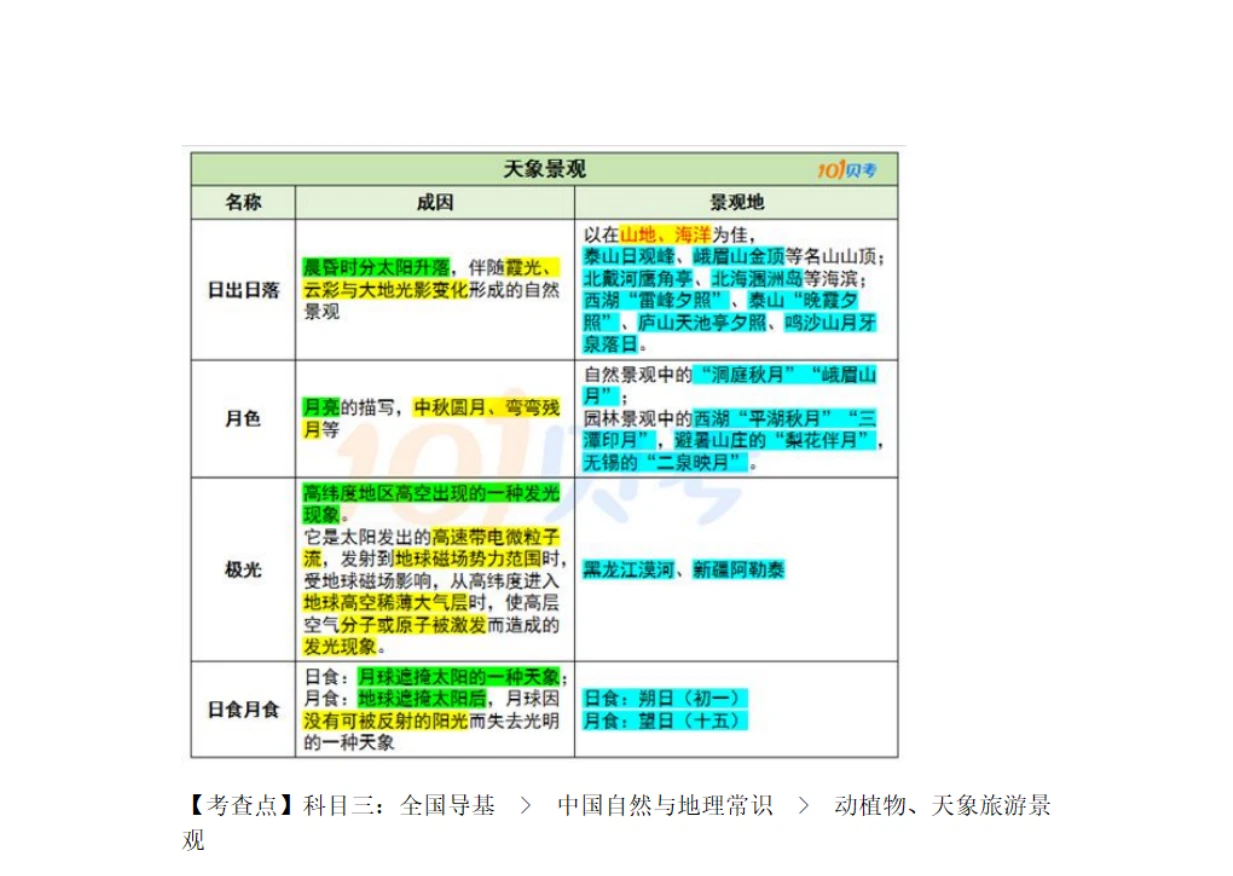 天象景观
101贝考
名称 成因 景观地
日出日落
晨昏时分太阳升落，伴随霞光、
云彩与大地光影变化形成的自然
景观
以在山地、海洋为佳，
泰山日观峰、峨眉山金顶等名山山顶；
北戴河鹰角亭、北海涠洲岛等海滨；
西湖“雷峰夕照”、泰山“晚霞夕
照”、庐山天池亭夕照、鸣沙山月牙
泉落日。
月色
月亮的描写，中秋圆月、弯弯残
月等
自然景观中的“洞庭秋月”“峨眉山
月”；
园林景观中的西湖“平湖秋月”“三
潭印月”，避暑山庄的“梨花伴月”，
无锡的“二泉映月”。
极光
高纬度地区高空出现的一种发光
现象。
它是太阳发出的高速带电微粒子
流，发射到地球磁场势力范围时，
受地球磁场影响，从高纬度进入
地球高空稀薄大气层时，使高层
空气分子或原子被激发而造成的
发光现象。
黑龙江漠河、新疆阿勒泰
日食月食
日食：月球遮掩太阳的一种天象；
月食：地球遮掩太阳后，月球因
没有可被反射的阳光而失去光明
的一种天象
日食：朔日（初一）
月食：望日（十五）
101贝考
【考查点】科目三：全国导基 > 中国自然与地理常识 > 动植物、天象旅游景
观